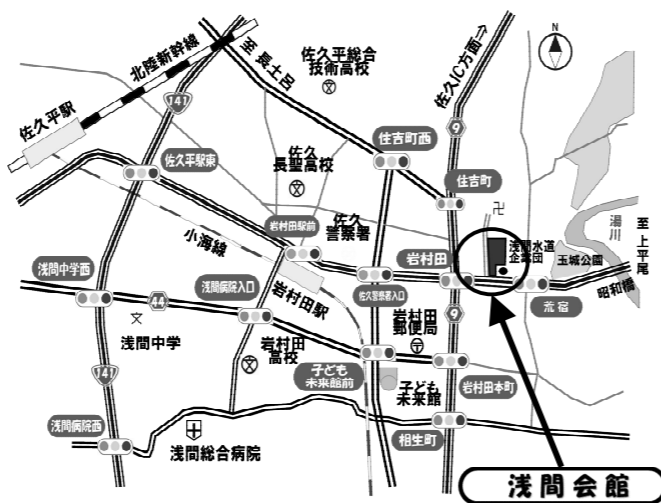 N
北陸新幹線
至長土呂
佐久平総合
技術高校
文
佐久IC方面⇒
141
佐久平駅
9
住吉町西
佐久
長聖高校
文
佐久平駅東
住吉町
卍
湯川
至上平尾
岩村田駅前
佐久
警察署
小海線
浅間水道
企業団
岩村田
玉城公園
浅間中学西
44
浅間病院入口
岩村田駅
佐久警察署入口
荒宿
昭和橋
岩村田
郵便局
〒
9
文
浅間中学
岩村田
高校
文
子ども
未来館前
141
子ども
未来館
岩村田本町
浅間病院西
相生町
浅間総合病院
浅間会館